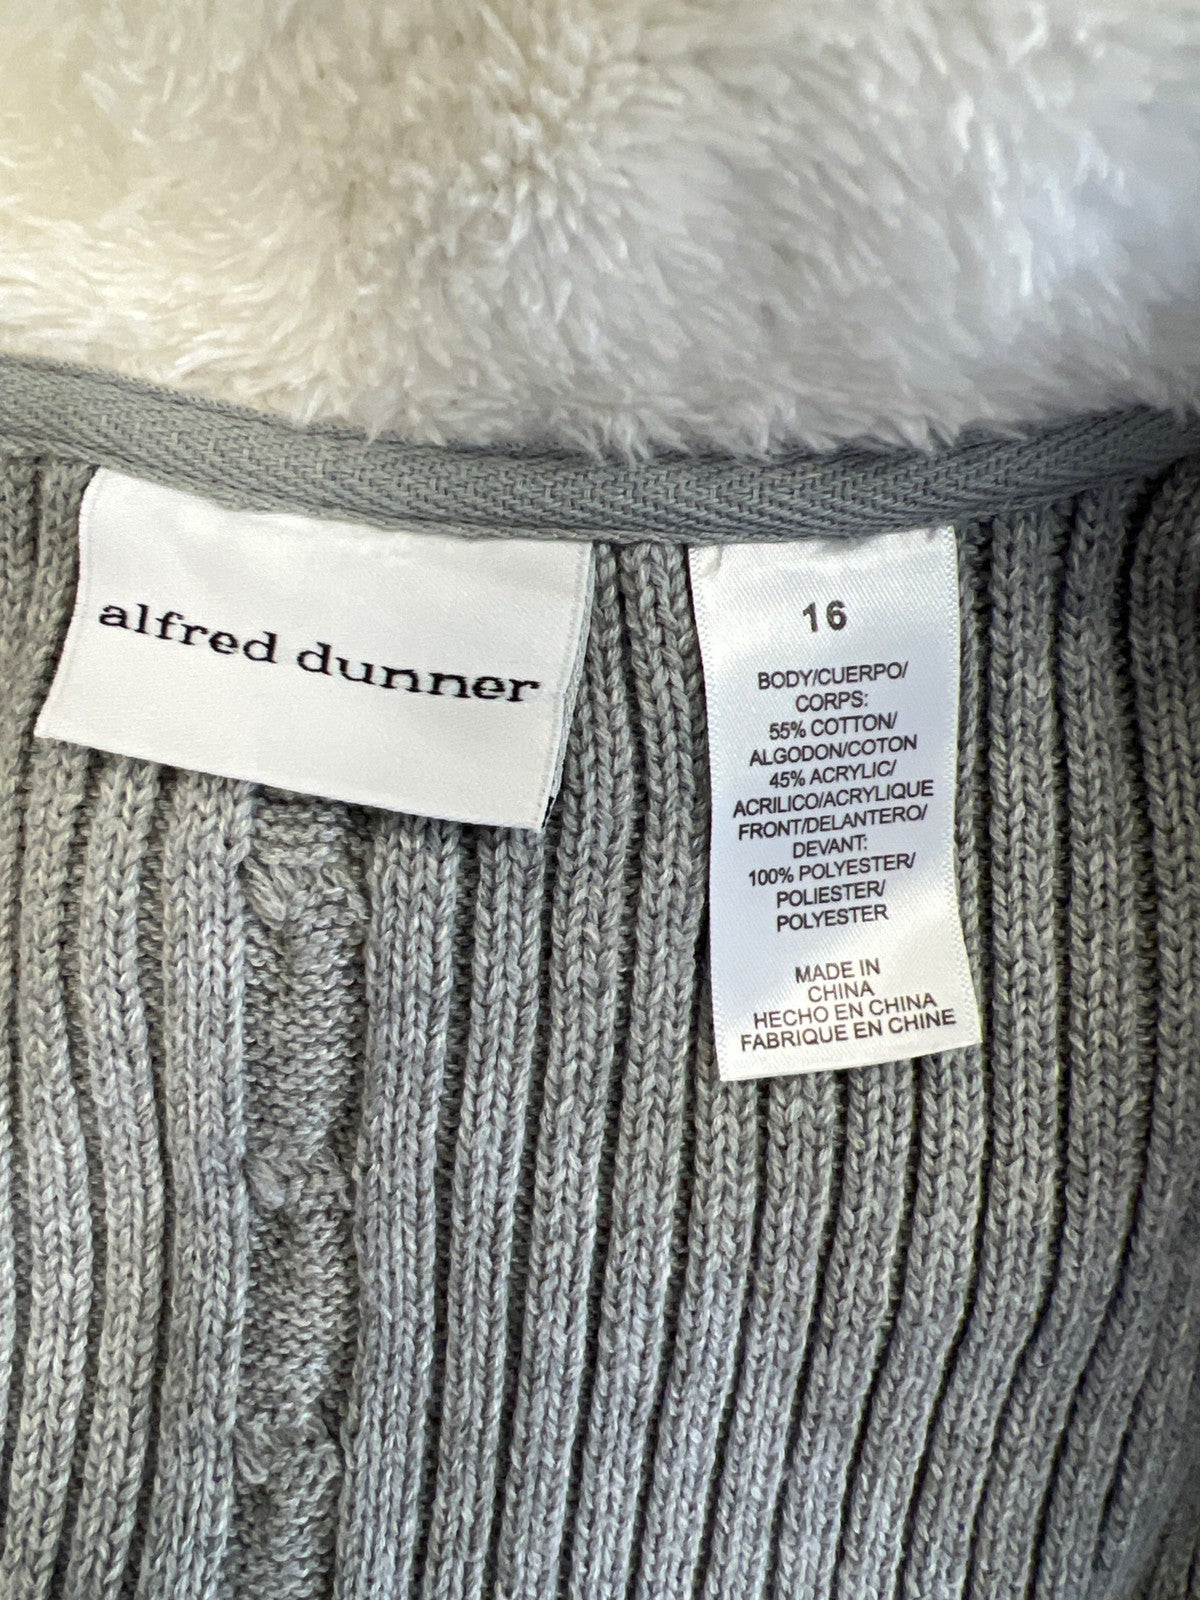 alfred dunner
16
BODY/CUERPO/
CORPS:
55% COTTON/
ALGODON/COTON
45% ACRYLIC/
ACRILICO/ACRYLIQUE
FRONT/DELANTERO/
DEVANT:
100% POLYESTER/
POLIESTER/
POLYESTER
MADE IN
CHINA
HECHO EN CHINA
FABRIQUE EN CHINE